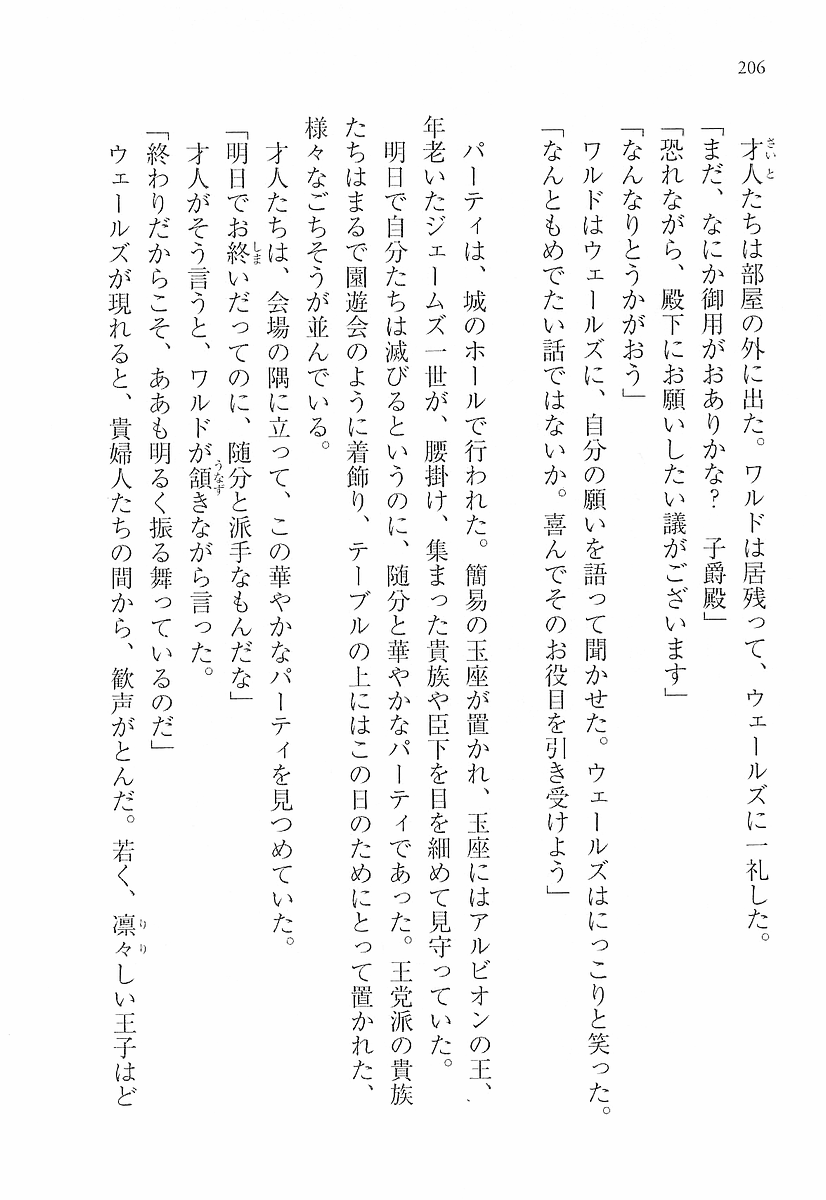 206
才人たちは部屋の外に出た。ワルドは居残って、ウェールズに一礼した。
「まだ、なにか御用がおありかな? 子爵殿」
「恐れながら、殿下にお願いしたい議がございます」
「なんなりとうかがおう」
ワルドはウェールズに、自分の願いを語って聞かせた。ウェールズはにっこりと笑った。
「なんともめでたい話ではないか。喜んでそのお役目を引き受けよう」
パーティは、城のホールで行われた。簡易の玉座が置かれ、玉座にはアルビオンの王、
年老いたジェームズ一世が、腰掛け、集まった貴族や臣下を目を細めて見守っていた。
明日で自分たちは滅びるというのに、随分と華やかなパーティであった。王党派の貴族
たちはまるで園遊会のように着飾り、テーブルの上にはこの日のためにとって置かれた、
様々なごちそうが並んでいる。
才人たちは、会場の隅に立って、この華やかなパーティを見つめていた。
「明日でお終いだってのに、随分と派手なもんだな」
才人がそう言うと、ワルドが頷きながら言った。
「終わりだからこそ、ああも明るく振る舞っているのだ」
ウェールズが現れると、貴婦人たちの間から、歓声がとんだ。若く、凛々しい王子はど